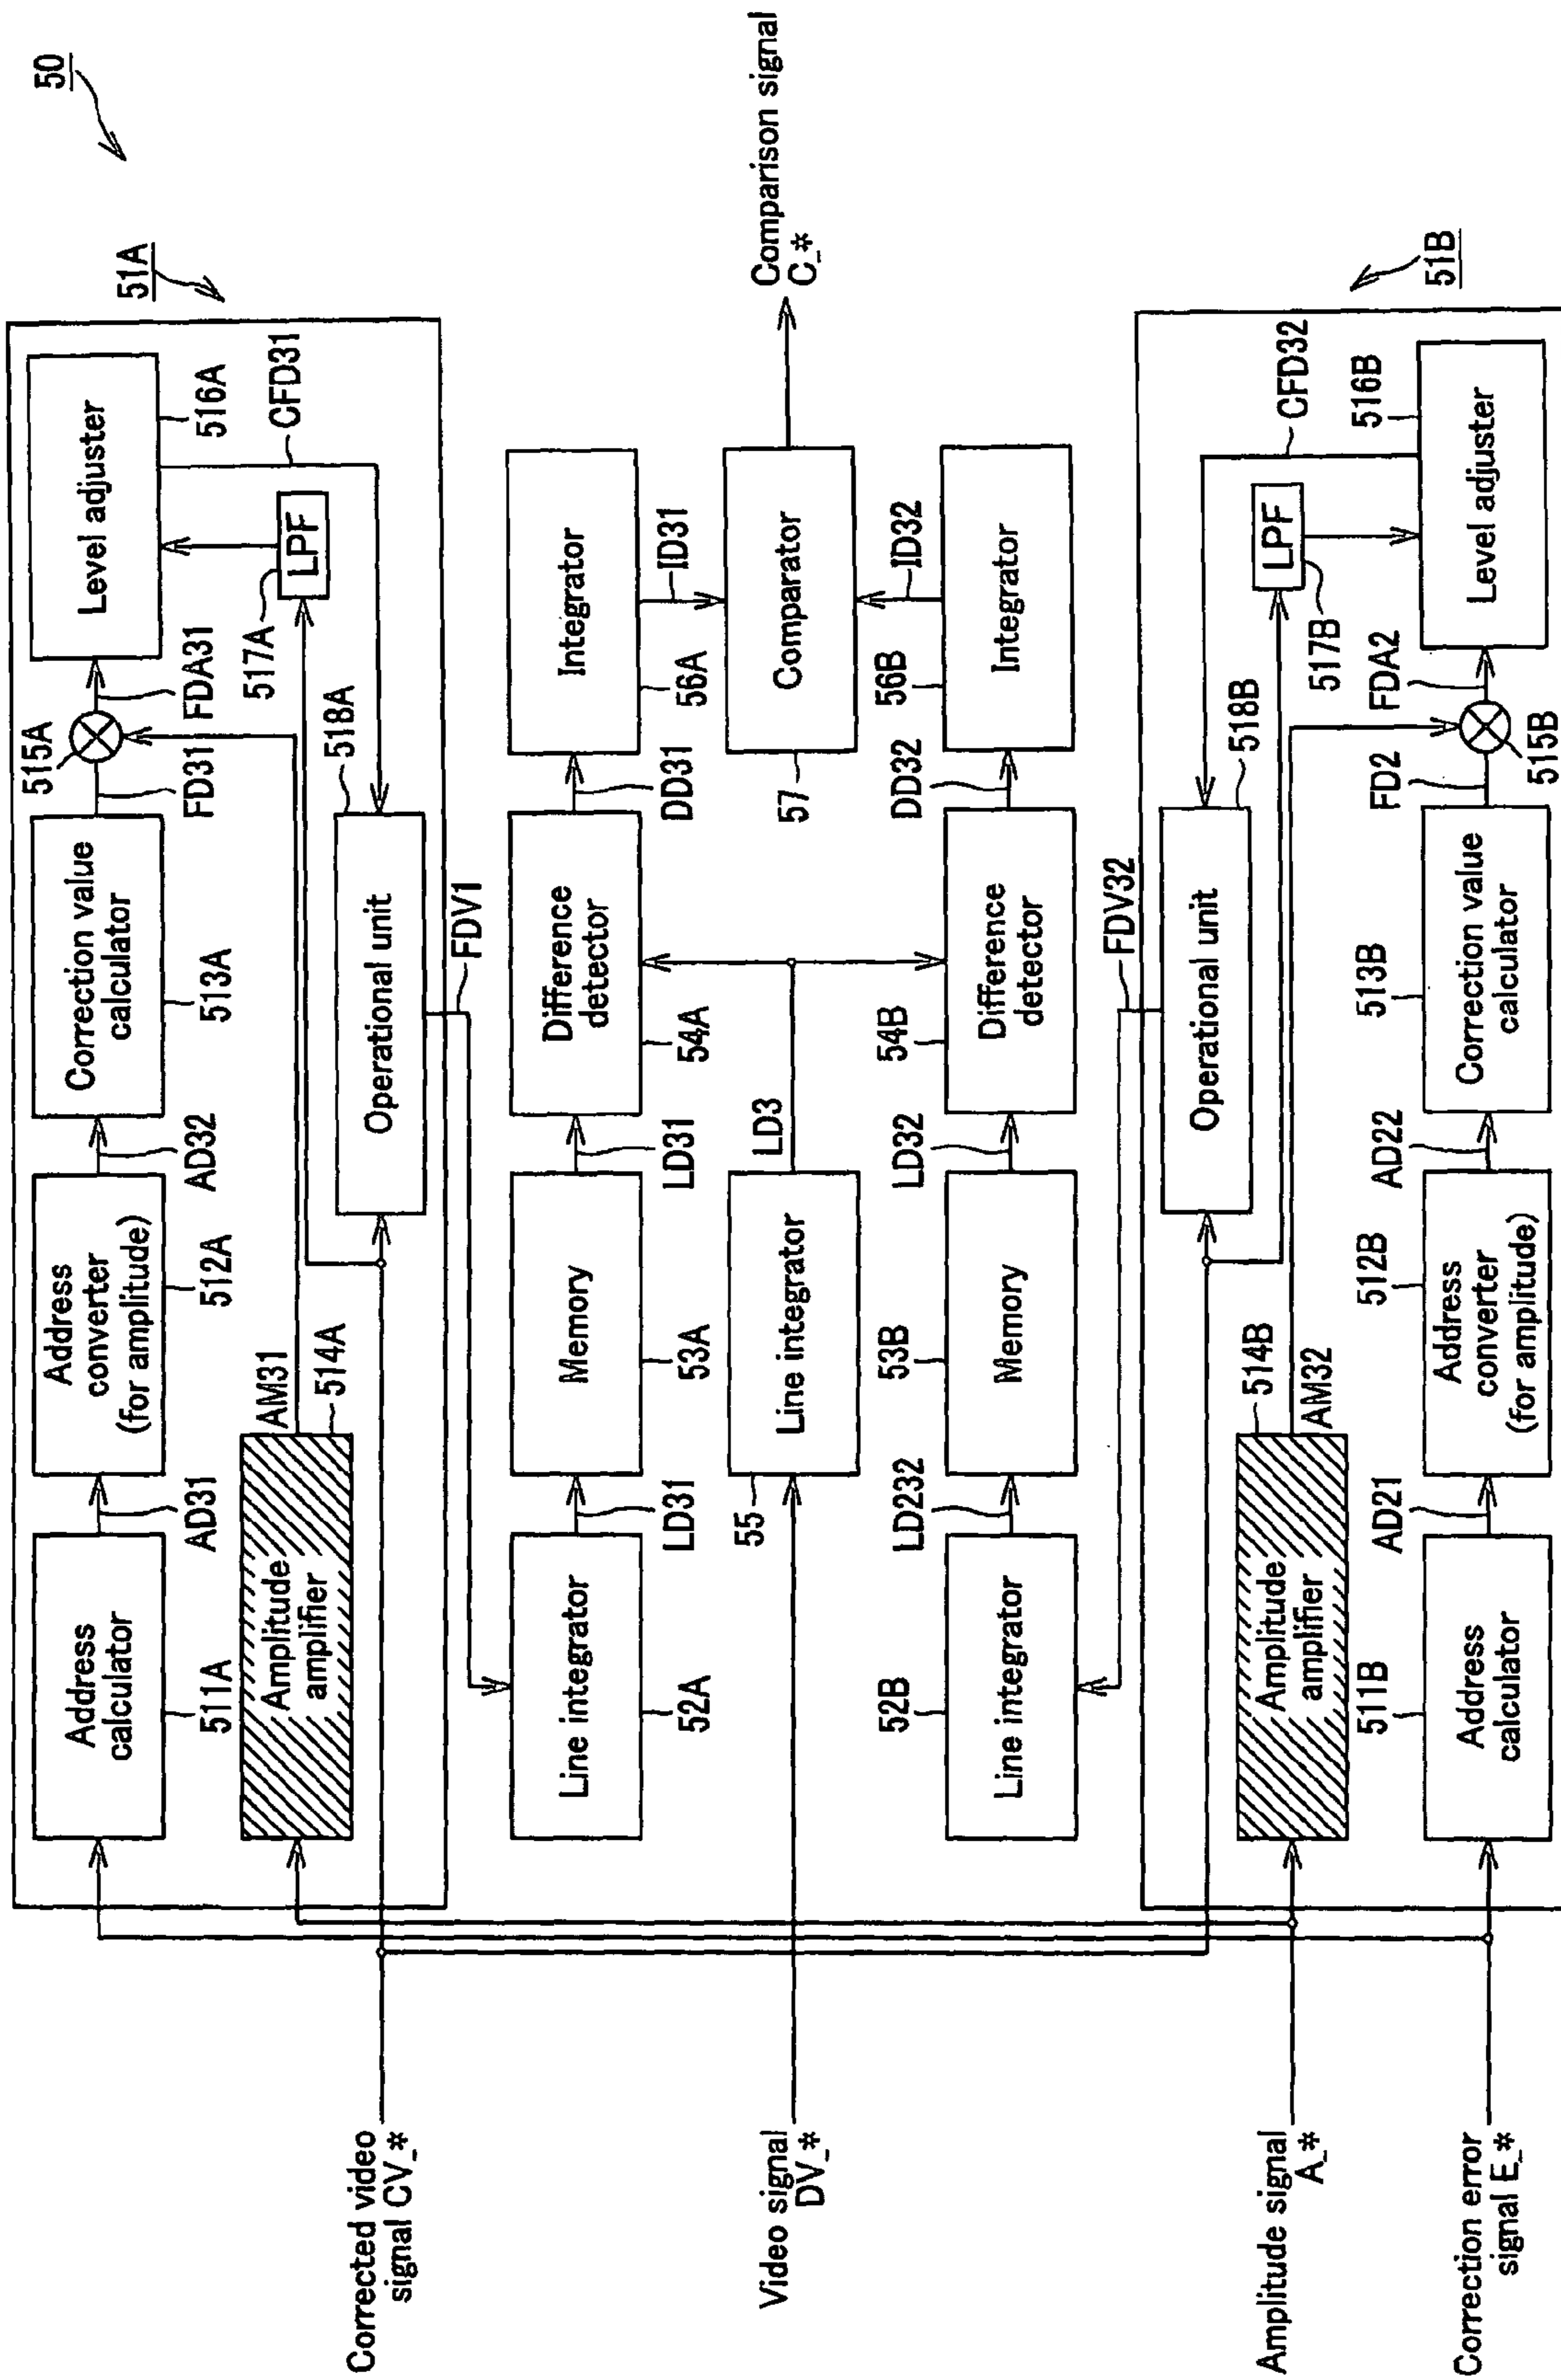 50
51A
Address
calculator
511A
AD31
Address
converter
(for amplitude)
512A
AD32
Correction value
calculator
513A
FD31
515A
FDA31
Level adjuster
516A
CFD31
LPF
517A
Amplitude
amplifier
514A
AM31
Operational unit
518A
FDV1
Corrected video
signal CV_*
Line integrator
52A
LD31
Memory
53A
LD31
Difference
detector
54A
DD31
Integrator
56A
ID31
Video signal
DV_*
Line integrator
55
LD3
Comparator
57
Comparison signal
C_*
Line integrator
52B
LD232
Memory
53B
LD32
Difference
detector
54B
DD32
Integrator
56B
ID32
FDV32
51B
Operational unit
518B
CFD32
LPF
517B
Amplitude signal
A_*
Amplitude
amplifier
514B
AM32
Correction error
signal E_*
Address
calculator
511B
AD21
Address
converter
(for amplitude)
512B
AD22
Correction value
calculator
513B
FD2
515B
FDA2
Level adjuster
516B